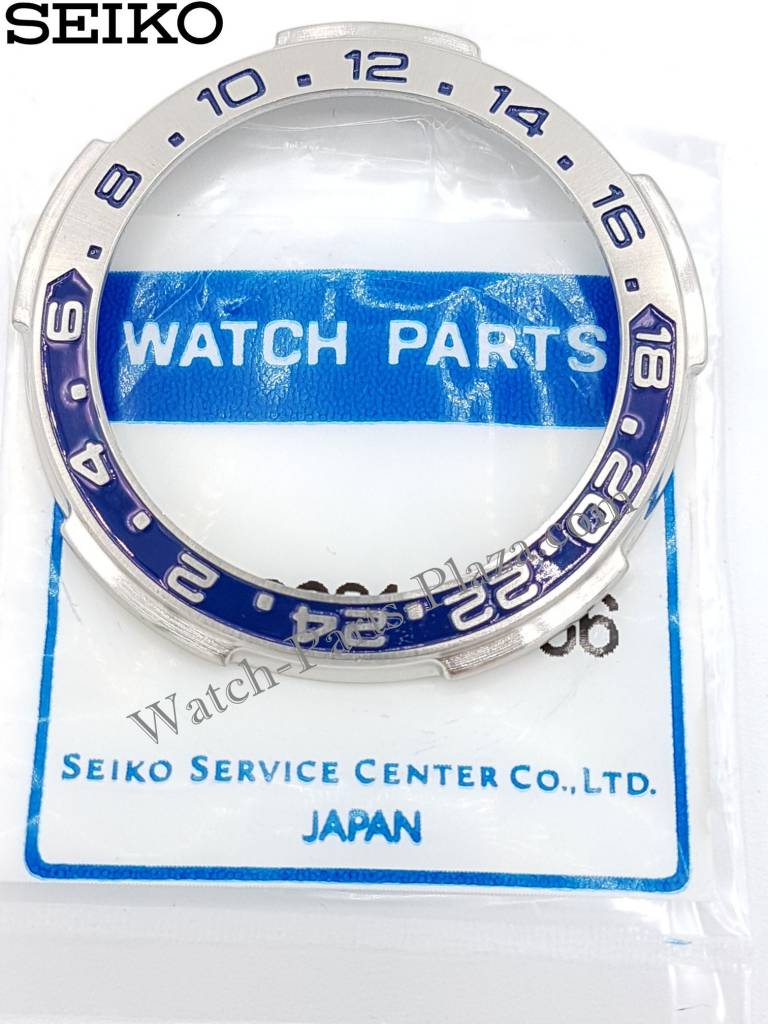 SEIKO
12
14
16
18
20
22
24
2
4
6
8
10
WATCH PARTS
Watch-Parts-Plaza.com
SEIKO SERVICE CENTER CO.,LTD.
JAPAN